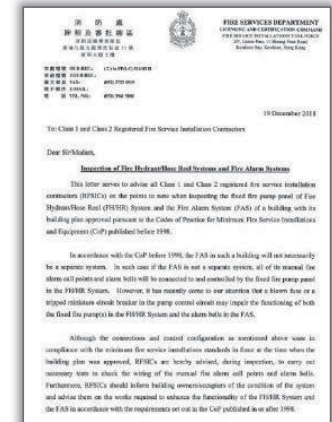 消 防 處
FIRE SERVICES DEPARTMENT
LICENSING AND CERTIFICATION COMMAND
19 December 2018
To: Class 1 and Class 2 Registered Fire Service Installation Contractors
Dear Sir/Madam,
Inspection of Fire Hydrant/Hose Reel Systems and Fire Alarm Systems
This letter serves to advise all Class 1 and Class 2 registered fire service installation
contractors (RFSICs) on the points to note when inspecting the fixed fire pump panel of Fire
Hydrant/Hose Reel (FH/HR) System and the Fire Alarm System (FAS) of a building with its
building plan approved pursuant to the Codes of Practice for Minimum Fire Service Installations
and Equipment (CoP) published before 1998.
In accordance with the CoP before 1998, the FAS in such a building will not necessarily
be a separate system. In such case if the FAS is not a separate system, all of its manual fire
alarm call points and alarm bells will be connected to and controlled by the fixed fire pump panel
in the FH/HR System. However, it has recently come to our attention that a blown fuse or a
tripped miniature circuit breaker in the pump control circuit may impair the functioning of both
the fixed fire pump(s) in the FH/HR System and the alarm bells in the FAS.
Although the connections and control configuration as mentioned above were in
compliance with the minimum fire service installations standards in force at the time when the
building plan was approved, RFSICs are hereby advised, during inspection, to carry out
necessary tests to check the wiring of the manual fire alarm call points and alarm bells.
Furthermore, RFSICs should inform building owners/occupiers of the condition of the system
and advise them on the works required to enhance the functionality of the FH/HR System and
the FAS in accordance with the requirements set out in the CoP published in or after 1998.